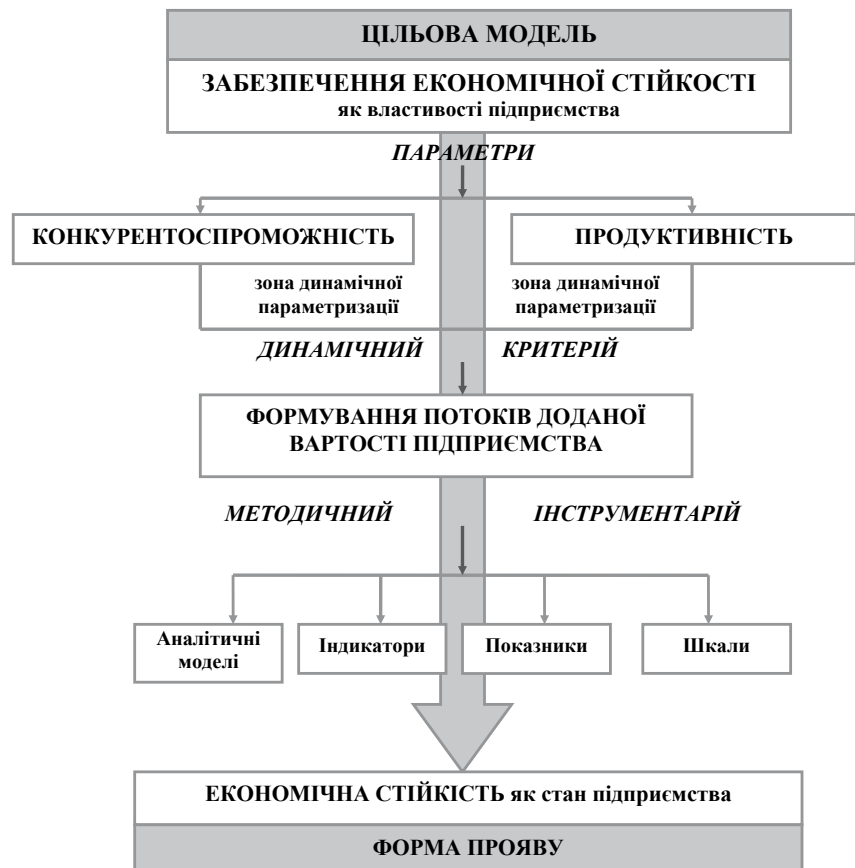 ЦІЛЬОВА МОДЕЛЬ
ЗАБЕЗПЕЧЕННЯ ЕКОНОМІЧНОЇ СТІЙКОСТІ
як властивості підприємства
ПАРАМЕТРИ
КОНКУРЕНТОСПРОМОЖНІСТЬ
ПРОДУКТИВНІСТЬ
зона динамічної
параметризації
зона динамічної
параметризації
ДИНАМІЧНИЙ КРИТЕРІЙ
ФОРМУВАННЯ ПОТОКІВ ДОДАНОЇ
ВАРТОСТІ ПІДПРИЄМСТВА
МЕТОДИЧНИЙ ІНСТРУМЕНТАРІЙ
Аналітичні
моделі
Індикатори
Показники
Шкали
ЕКОНОМІЧНА СТІЙКІСТЬ як стан підприємства
ФОРМА ПРОЯВУ